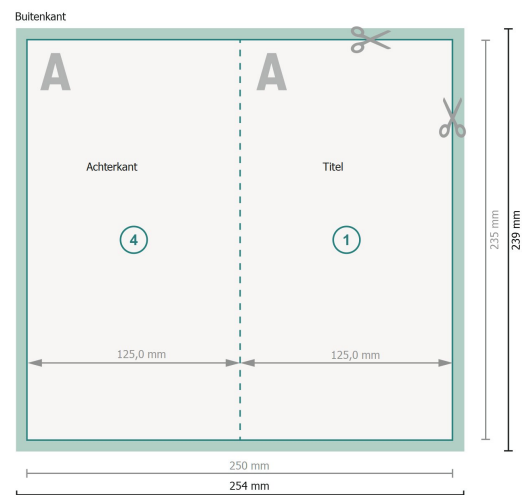 Buitenkant
A
A
Achterkant
Titel
4
1
125,0 mm
125,0 mm
235 mm
239 mm
250 mm
254 mm